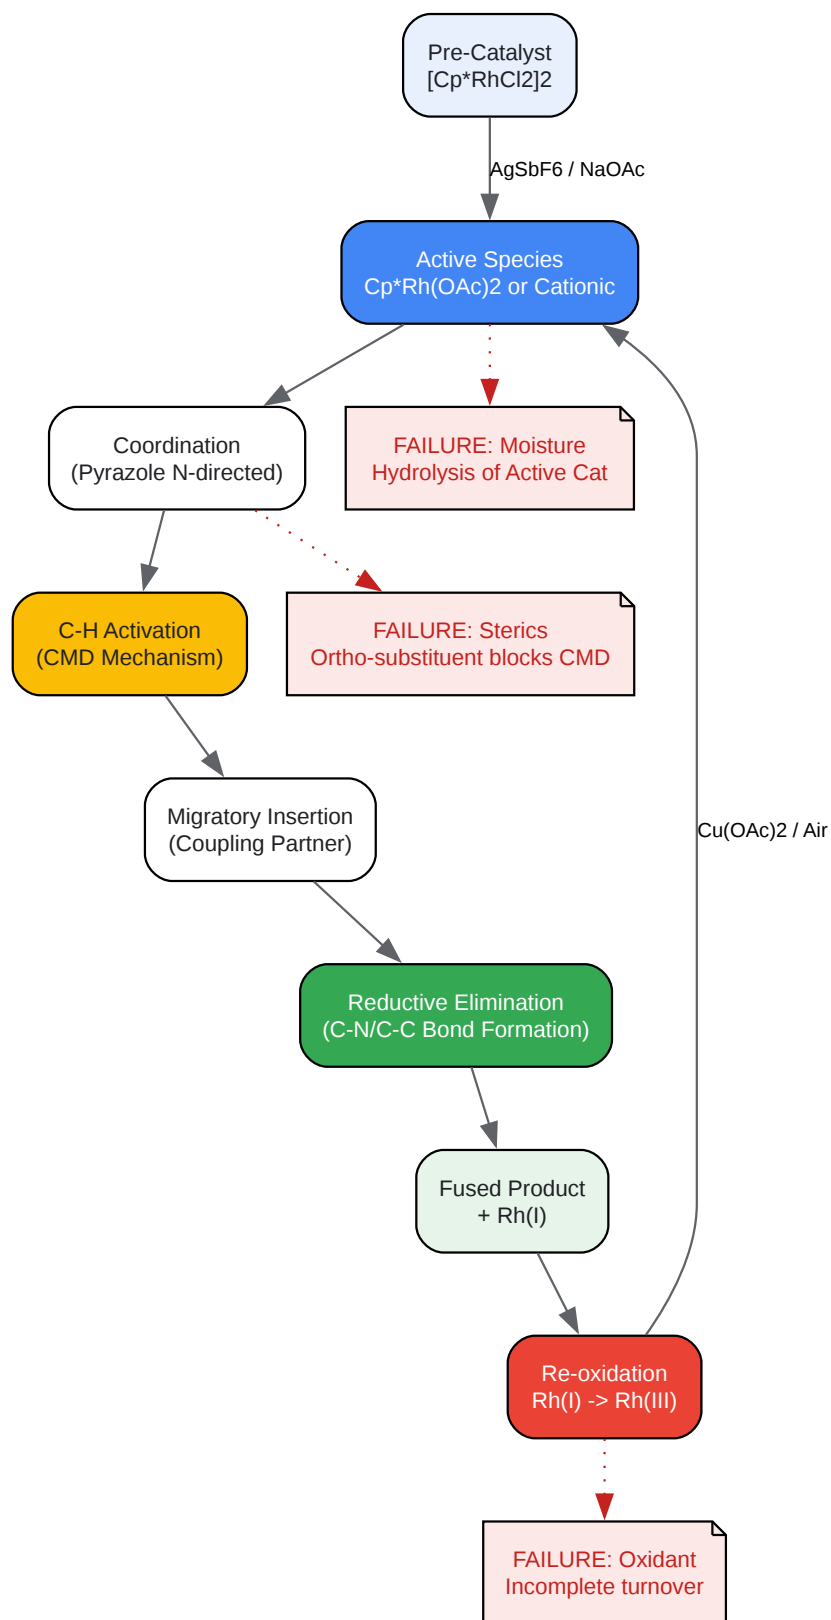 Pre-Catalyst
[Cp*RhCl2]2
AgSbF6 / NaOAc
Active Species
Cp*Rh(OAc)2 or Cationic
Coordination
(Pyrazole N-directed)
FAILURE: Moisture
Hydrolysis of Active Cat
C-H Activation
(CMD Mechanism)
FAILURE: Sterics
Ortho-substituent blocks CMD
Migratory Insertion
(Coupling Partner)
Cu(OAc)2 / Air
Reductive Elimination
(C-N/C-C Bond Formation)
Fused Product
+ Rh(I)
Re-oxidation
Rh(I) -> Rh(III)
FAILURE: Oxidant
Incomplete turnover